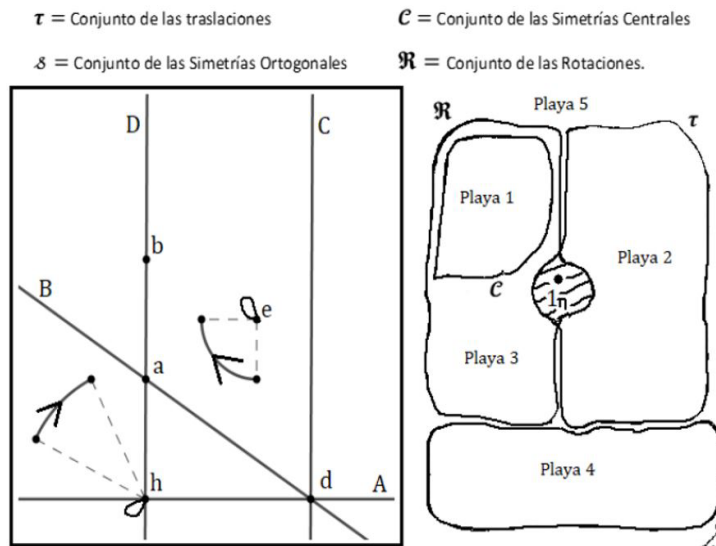 τ = Conjunto de las traslaciones
𝓒 = Conjunto de las Simetrías Centrales
𝓈 = Conjunto de las Simetrías Ortogonales
ℜ = Conjunto de las Rotaciones.
D
C
b
B
e
a
h
d
A
ℜ
Playa 5
τ
Playa 1
Playa 2
𝓒
1η
Playa 3
Playa 4